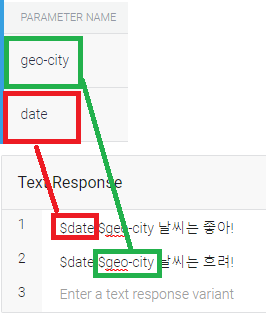 PARAMETER NAME
geo-city
date
Text Response
1 $date $geo-city 날씨는 좋아!
2 $date $geo-city 날씨는 흐려!
3 Enter a text response variant